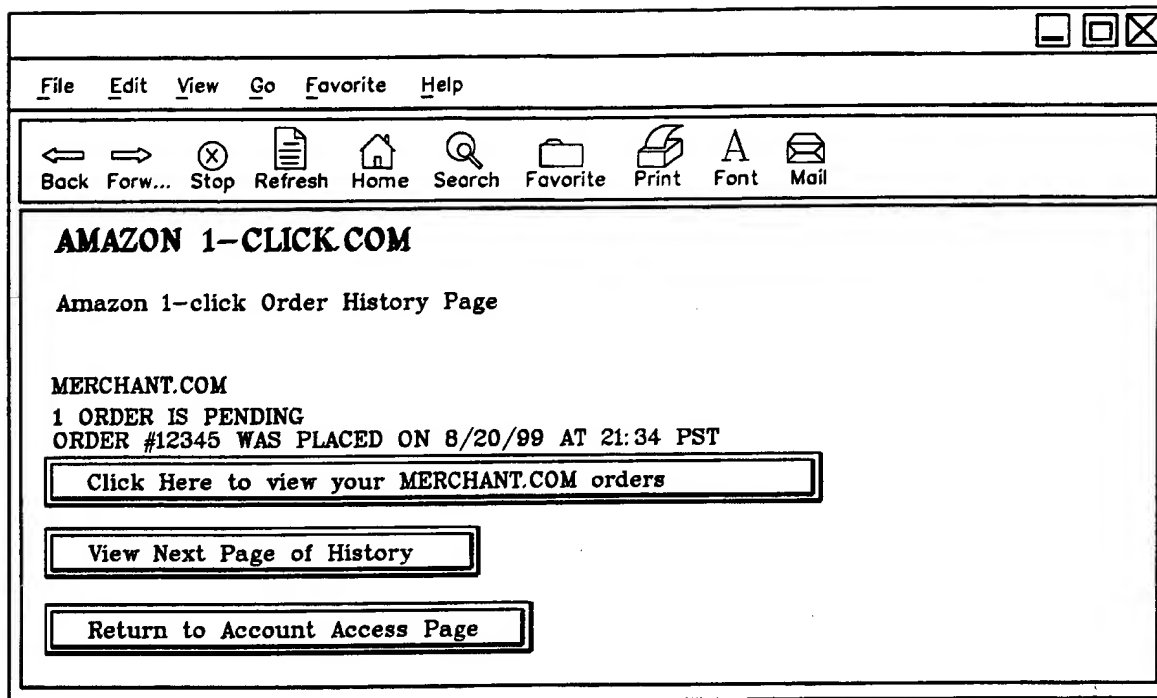 File Edit View Go Favorite Help
Back Forw... Stop Refresh Home Search Favorite Print Font Mail
AMAZON 1-CLICK.COM
Amazon 1-click Order History Page
MERCHANT.COM
1 ORDER IS PENDING
ORDER #12345 WAS PLACED ON 8/20/99 AT 21:34 PST
Click Here to view your MERCHANT.COM orders
View Next Page of History
Return to Account Access Page